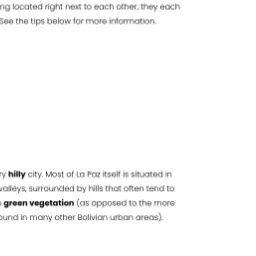 ng located right next to each other, they each
See the tips below for more information.
ry hilly city. Most of La Paz itself is situated in
valleys, surrounded by hills that often tend to
green vegetation (as opposed to the more
ound in many other Bolivian urban areas).